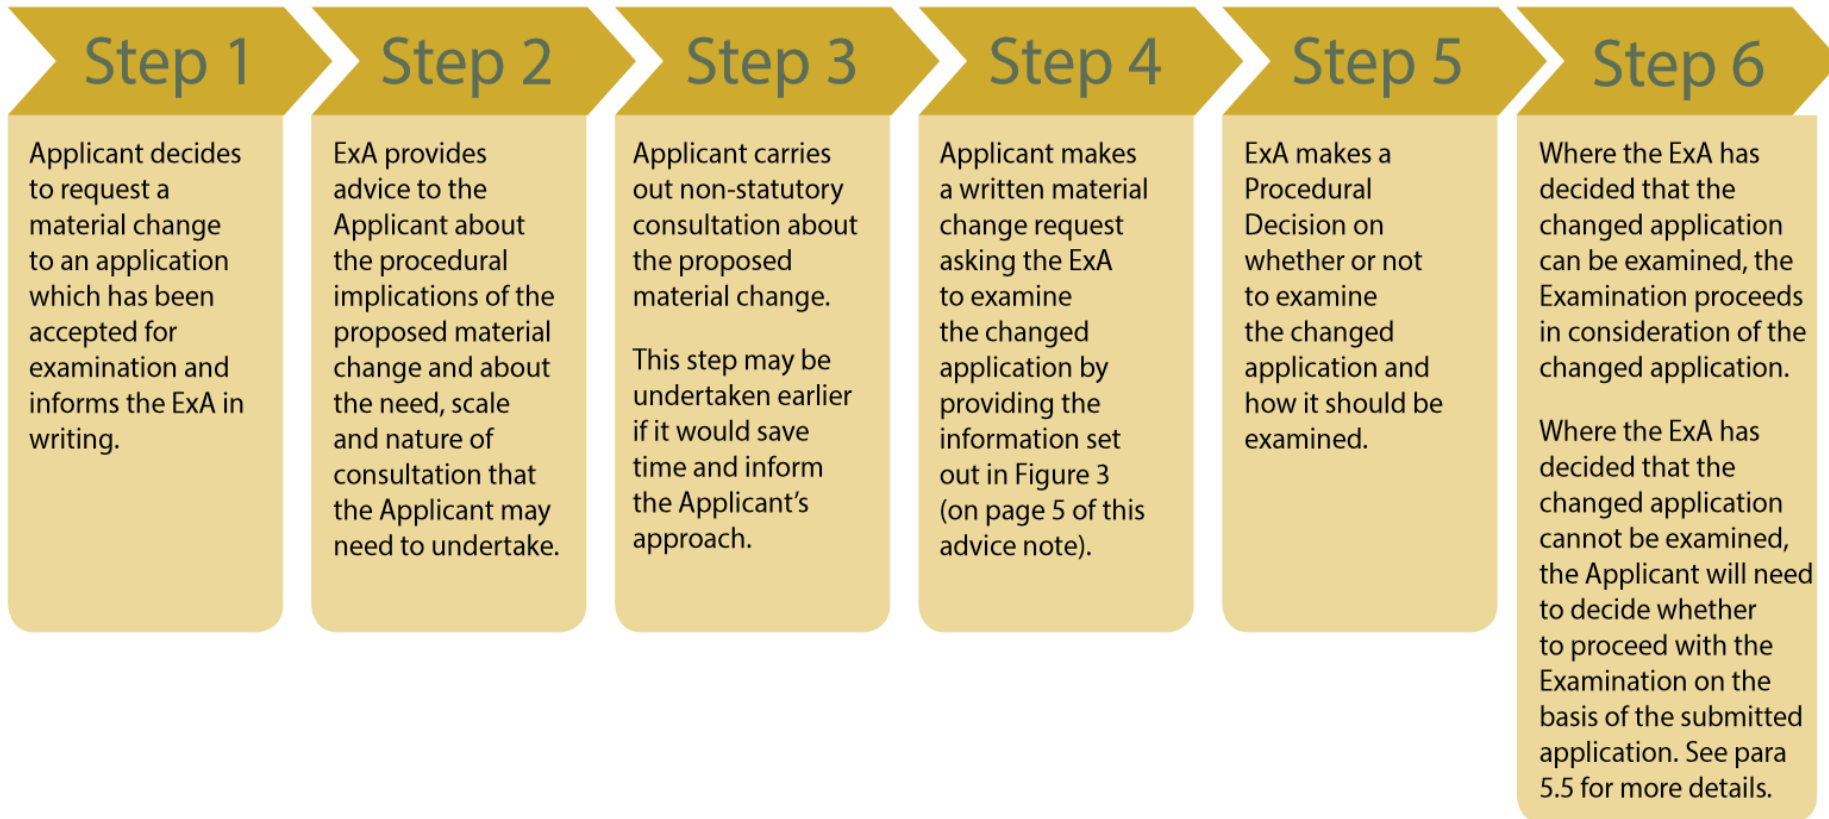 Step 1
Applicant decides
to request a
material change
to an application
which has been
accepted for
examination and
informs the ExA in
writing.
Step 2
ExA provides
advice to the
Applicant about
the procedural
implications of the
proposed material
change and about
the need, scale
and nature of
consultation that
the Applicant may
need to undertake.
Step 3
Applicant carries
out non-statutory
consultation about
the proposed
material change.
This step may be
undertaken earlier
if it would save
time and inform
the Applicant’s
approach.
Step 4
Applicant makes
a written material
change request
asking the ExA
to examine
the changed
application by
providing the
information set
out in Figure 3
(on page 5 of this
advice note).
Step 5
ExA makes a
Procedural
Decision on
whether or not
to examine
the changed
application and
how it should be
examined.
Step 6
Where the ExA has
decided that the
changed application
can be examined, the
Examination proceeds
in consideration of the
changed application.
Where the ExA has
decided that the
changed application
cannot be examined,
the Applicant will need
to decide whether
to proceed with the
Examination on the
basis of the submitted
application. See para
5.5 for more details.